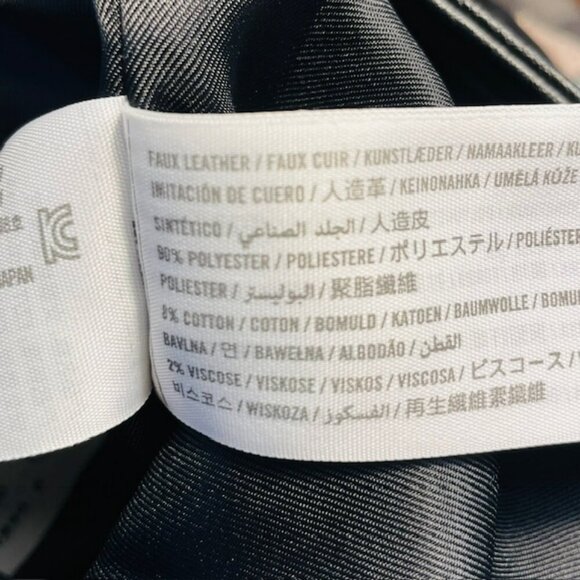 FAUX LEATHER / FAUX CUIR / KUNSTLÆDER / NAMAAKLEER /
IMITACIÓN DE CUERO / 人造革 / KEINONAHKA / UMĚLÁ KŮŽE
SINTÉTICO / الجلد الصناعي / 人造皮
90% POLYESTER / POLIESTERE / ポリエステル / POLIÉSTER
POLIESTER / البوليستر / 聚脂纖維
8% COTTON / COTON / BOMULD / KATOEN / BAUMWOLLE /
BAVLNA / 면 / BAWEŁNA / ALGODÃO / القطن
2% VISCOSE / VISKOSE / VISKOS / VISCOSA / ビスコース /
비스코스 / WISKOZA / الفسكوز / 再生纖維素纖維
JAPAN